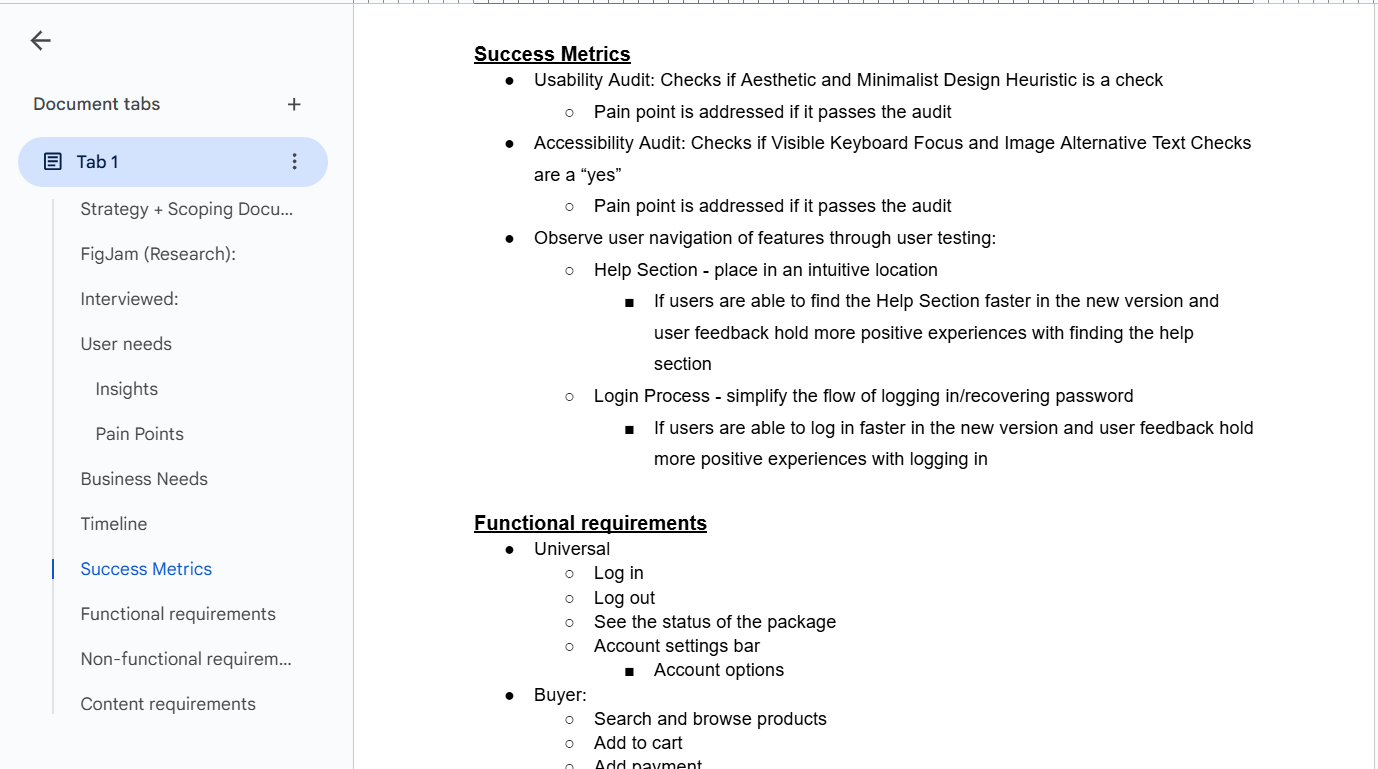 Document tabs
Tab 1
Strategy + Scoping Docu...
FigJam (Research):
Interviewed:
User needs
Insights
Pain Points
Business Needs
Timeline
Success Metrics
Functional requirements
Non-functional requirem...
Content requirements
Success Metrics
● Usability Audit: Checks if Aesthetic and Minimalist Design Heuristic is a check
○ Pain point is addressed if it passes the audit
● Accessibility Audit: Checks if Visible Keyboard Focus and Image Alternative Text Checks
are a “yes”
○ Pain point is addressed if it passes the audit
● Observe user navigation of features through user testing:
○ Help Section - place in an intuitive location
■ If users are able to find the Help Section faster in the new version and
user feedback hold more positive experiences with finding the help
section
○ Login Process - simplify the flow of logging in/recovering password
■ If users are able to log in faster in the new version and user feedback hold
more positive experiences with logging in
Functional requirements
● Universal
○ Log in
○ Log out
○ See the status of the package
○ Account settings bar
■ Account options
● Buyer:
○ Search and browse products
○ Add to cart
○ Add payment